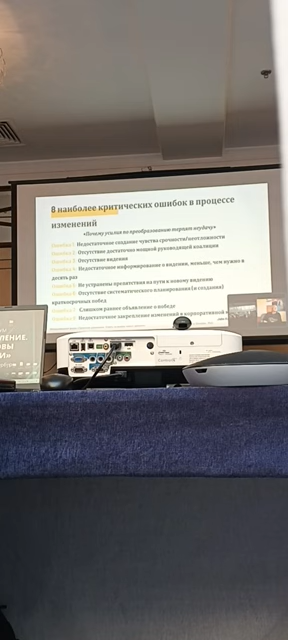 8 наиболее критических ошибок в процессе
изменений
«Почему усилия по преобразованию терпят неудачу»
Ошибка 1: Недостаточное создание чувства срочности/неотложности
Ошибка 2: Отсутствие достаточно мощной руководящей коалиции
Ошибка 3: Отсутствие видения
Ошибка 4: Недостаточное информирование о видении, меньше, чем нужно в
десять раз
Ошибка 5: Не устранены препятствия на пути к новому видению
Ошибка 6: Отсутствие систематического планирования (и создания)
краткосрочных побед
Ошибка 7: Слишком раннее объявление о победе
Ошибка 8: Недостаточное закрепление изменений в корпоративной